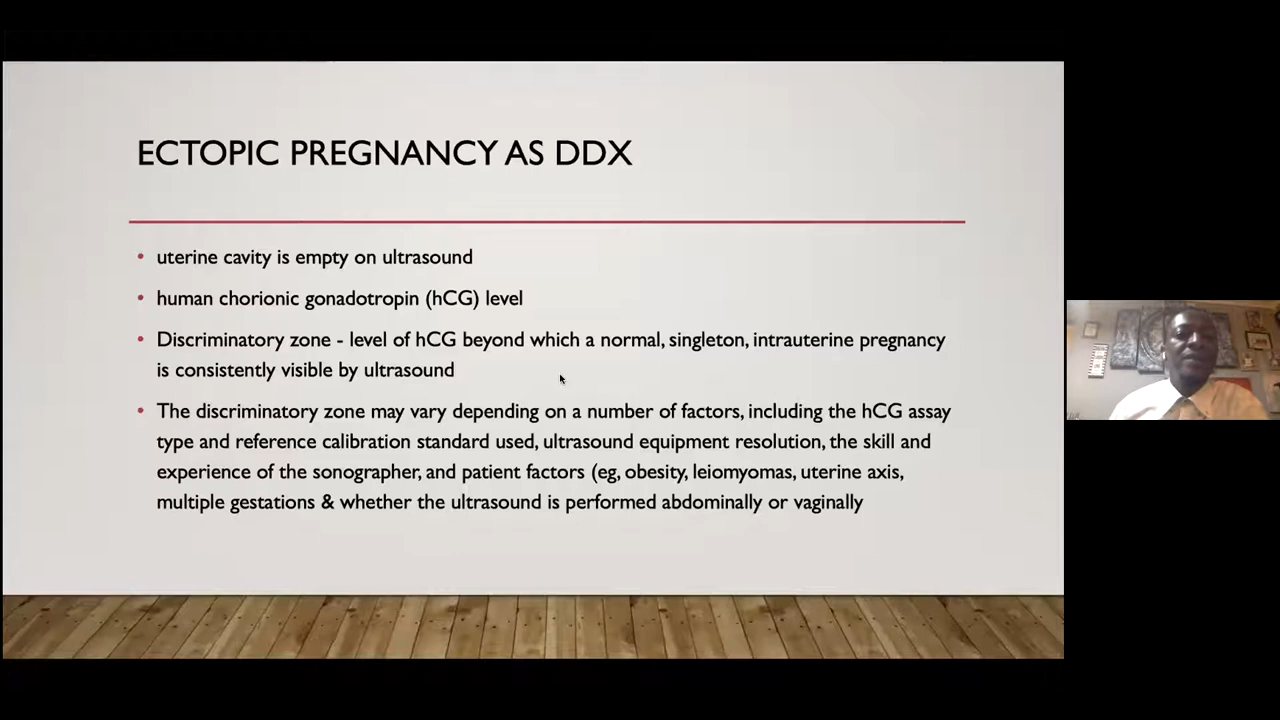 ECTOPIC PREGNANCY AS DDX
• uterine cavity is empty on ultrasound
• human chorionic gonadotropin (hCG) level
• Discriminatory zone - level of hCG beyond which a normal, singleton, intrauterine pregnancy
is consistently visible by ultrasound
• The discriminatory zone may vary depending on a number of factors, including the hCG assay
type and reference calibration standard used, ultrasound equipment resolution, the skill and
experience of the sonographer, and patient factors (eg, obesity, leiomyomas, uterine axis,
multiple gestations & whether the ultrasound is performed abdominally or vaginally